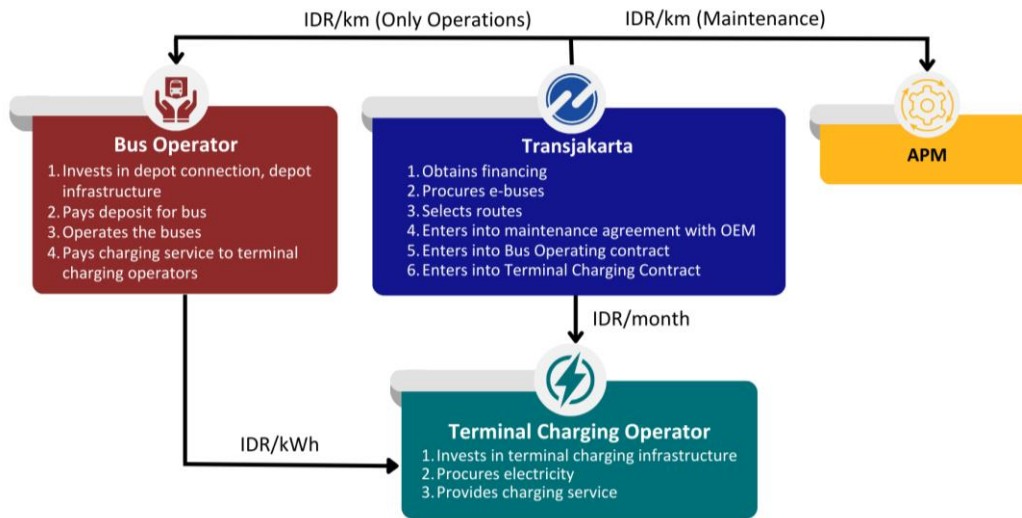 IDR/km (Only Operations)
IDR/km (Maintenance)
Bus Operator
1. Invests in depot connection, depot
infrastructure
2. Pays deposit for bus
3. Operates the buses
4. Pays charging service to terminal
charging operators
Transjakarta
1. Obtains financing
2. Procures e-buses
3. Selects routes
4. Enters into maintenance agreement with OEM
5. Enters into Bus Operating contract
6. Enters into Terminal Charging Contract
APM
IDR/month
IDR/kWh
Terminal Charging Operator
1. Invests in terminal charging infrastructure
2. Procures electricity
3. Provides charging service